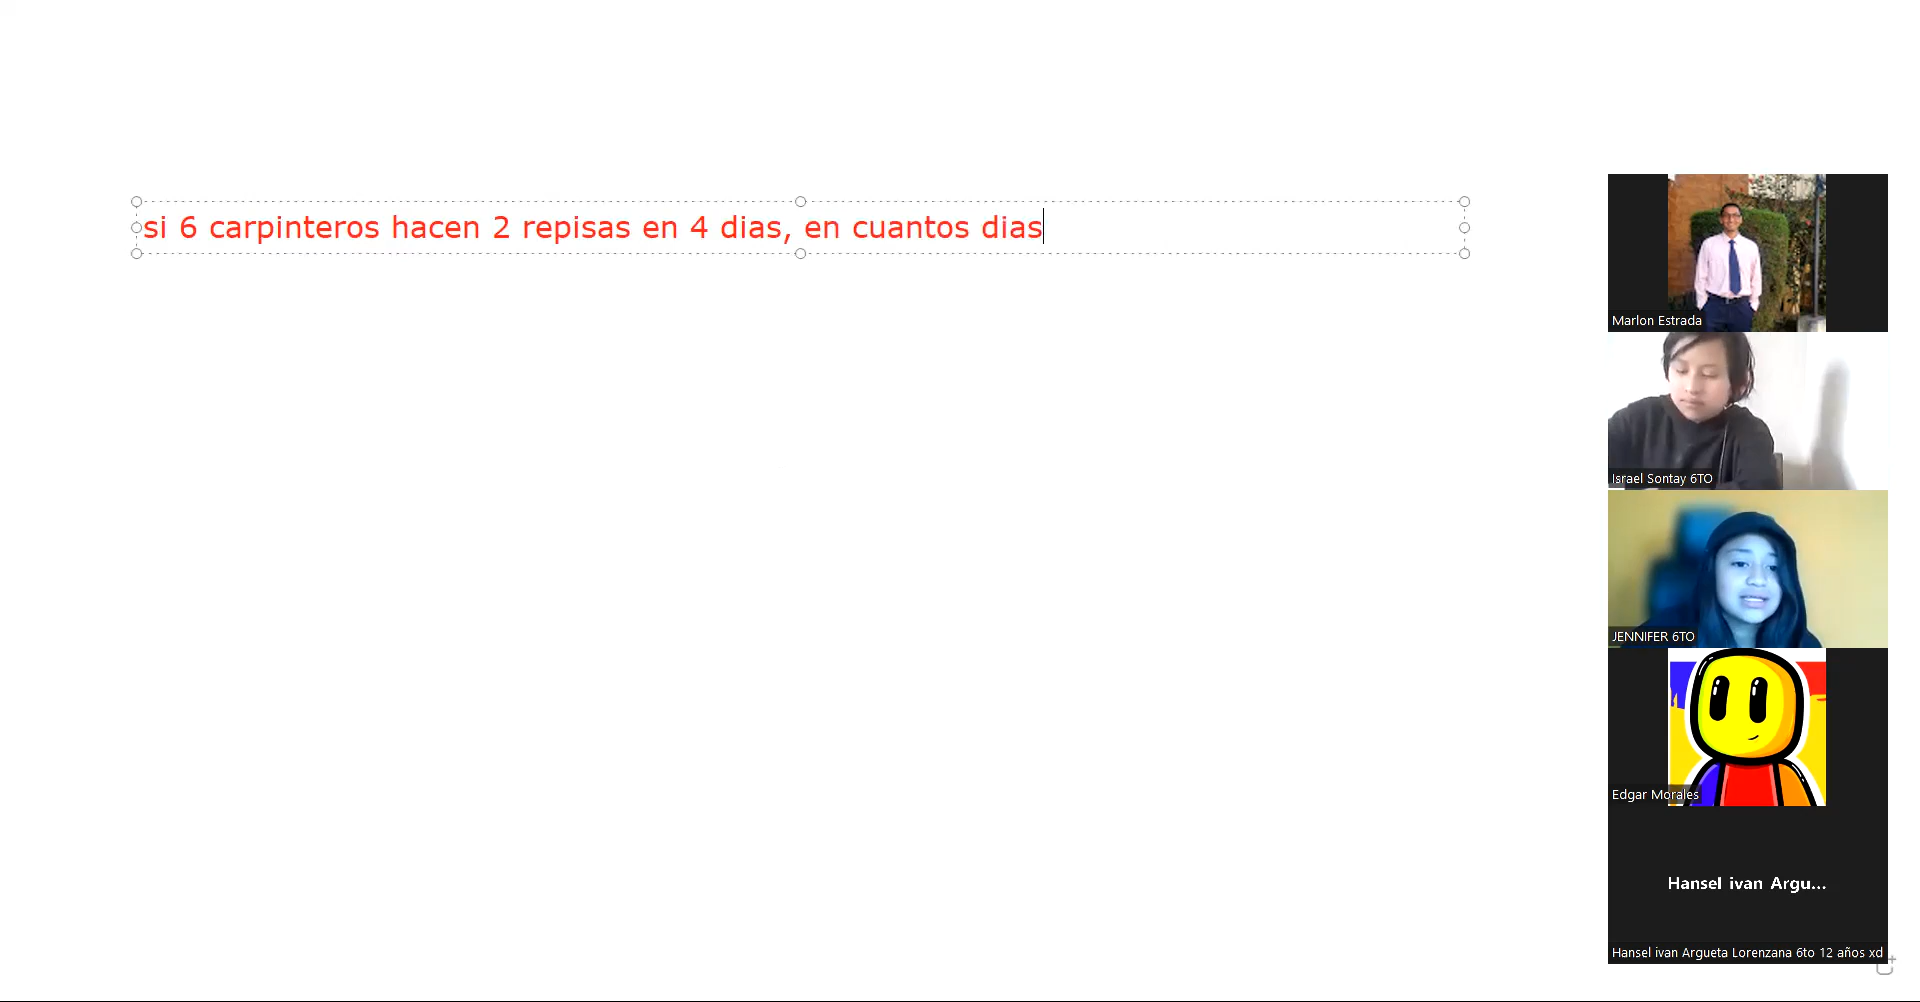 si 6 carpinteros hacen 2 repisas en 4 dias, en cuantos dias
Marlon Estrada
Israel Sontay 6TO
JENNIFER 6TO
Edgar Morales
Hansel ivan Argu...
Hansel ivan Argueta Lorenzana 6to 12 años xd